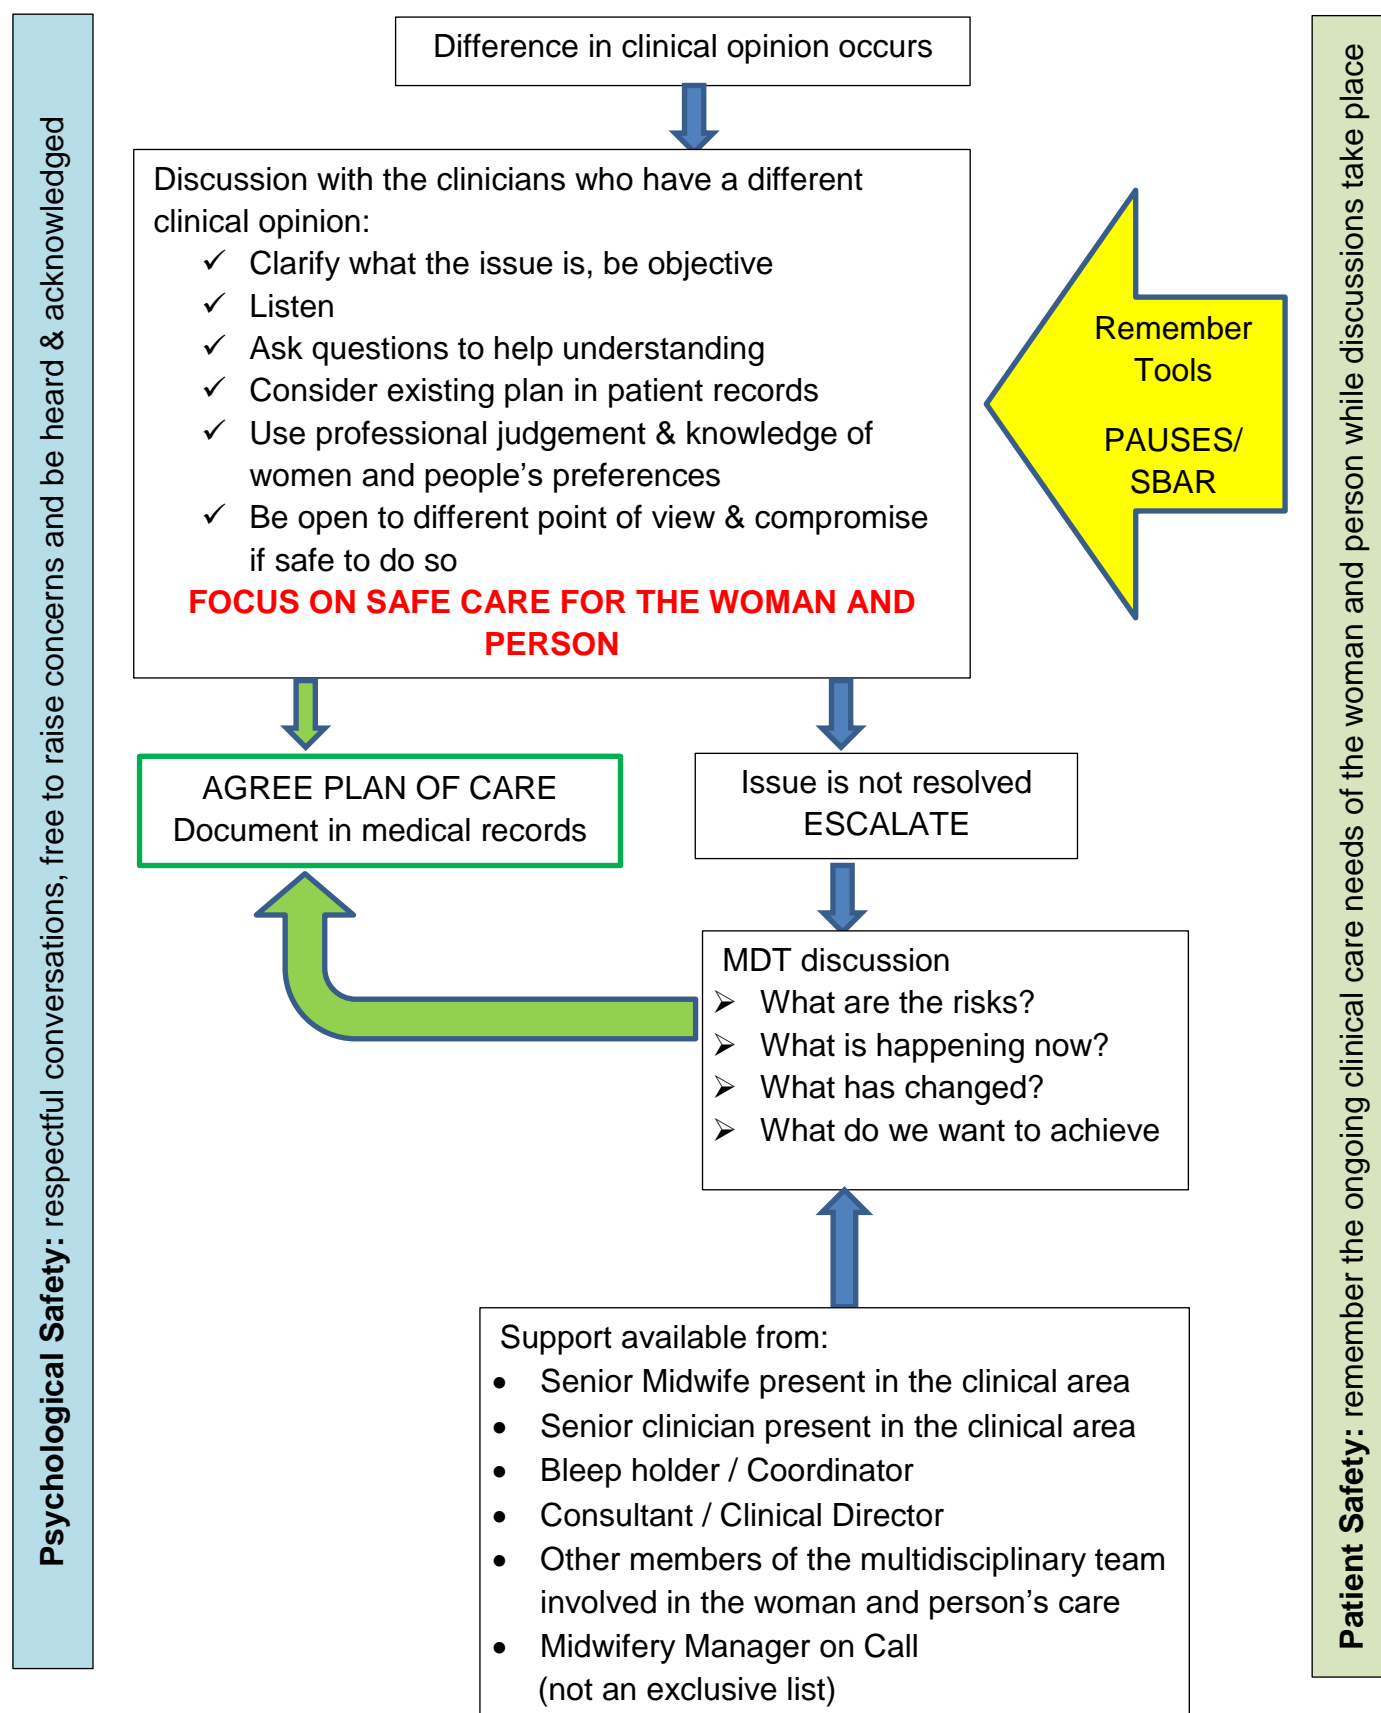 Psychological Safety: respectful conversations, free to raise concerns and be heard & acknowledged
Difference in clinical opinion occurs
Discussion with the clinicians who have a different
clinical opinion:
✓ Clarify what the issue is, be objective
✓ Listen
✓ Ask questions to help understanding
✓ Consider existing plan in patient records
✓ Use professional judgement & knowledge of
women and people’s preferences
✓ Be open to different point of view & compromise
if safe to do so
FOCUS ON SAFE CARE FOR THE WOMAN AND
PERSON
Remember
Tools
PAUSES/
SBAR
AGREE PLAN OF CARE
Document in medical records
Issue is not resolved
ESCALATE
MDT discussion
➢ What are the risks?
➢ What is happening now?
➢ What has changed?
➢ What do we want to achieve
Support available from:
• Senior Midwife present in the clinical area
• Senior clinician present in the clinical area
• Bleep holder / Coordinator
• Consultant / Clinical Director
• Other members of the multidisciplinary team
involved in the woman and person’s care
• Midwifery Manager on Call
(not an exclusive list)
Patient Safety: remember the ongoing clinical care needs of the woman and person while discussions take place